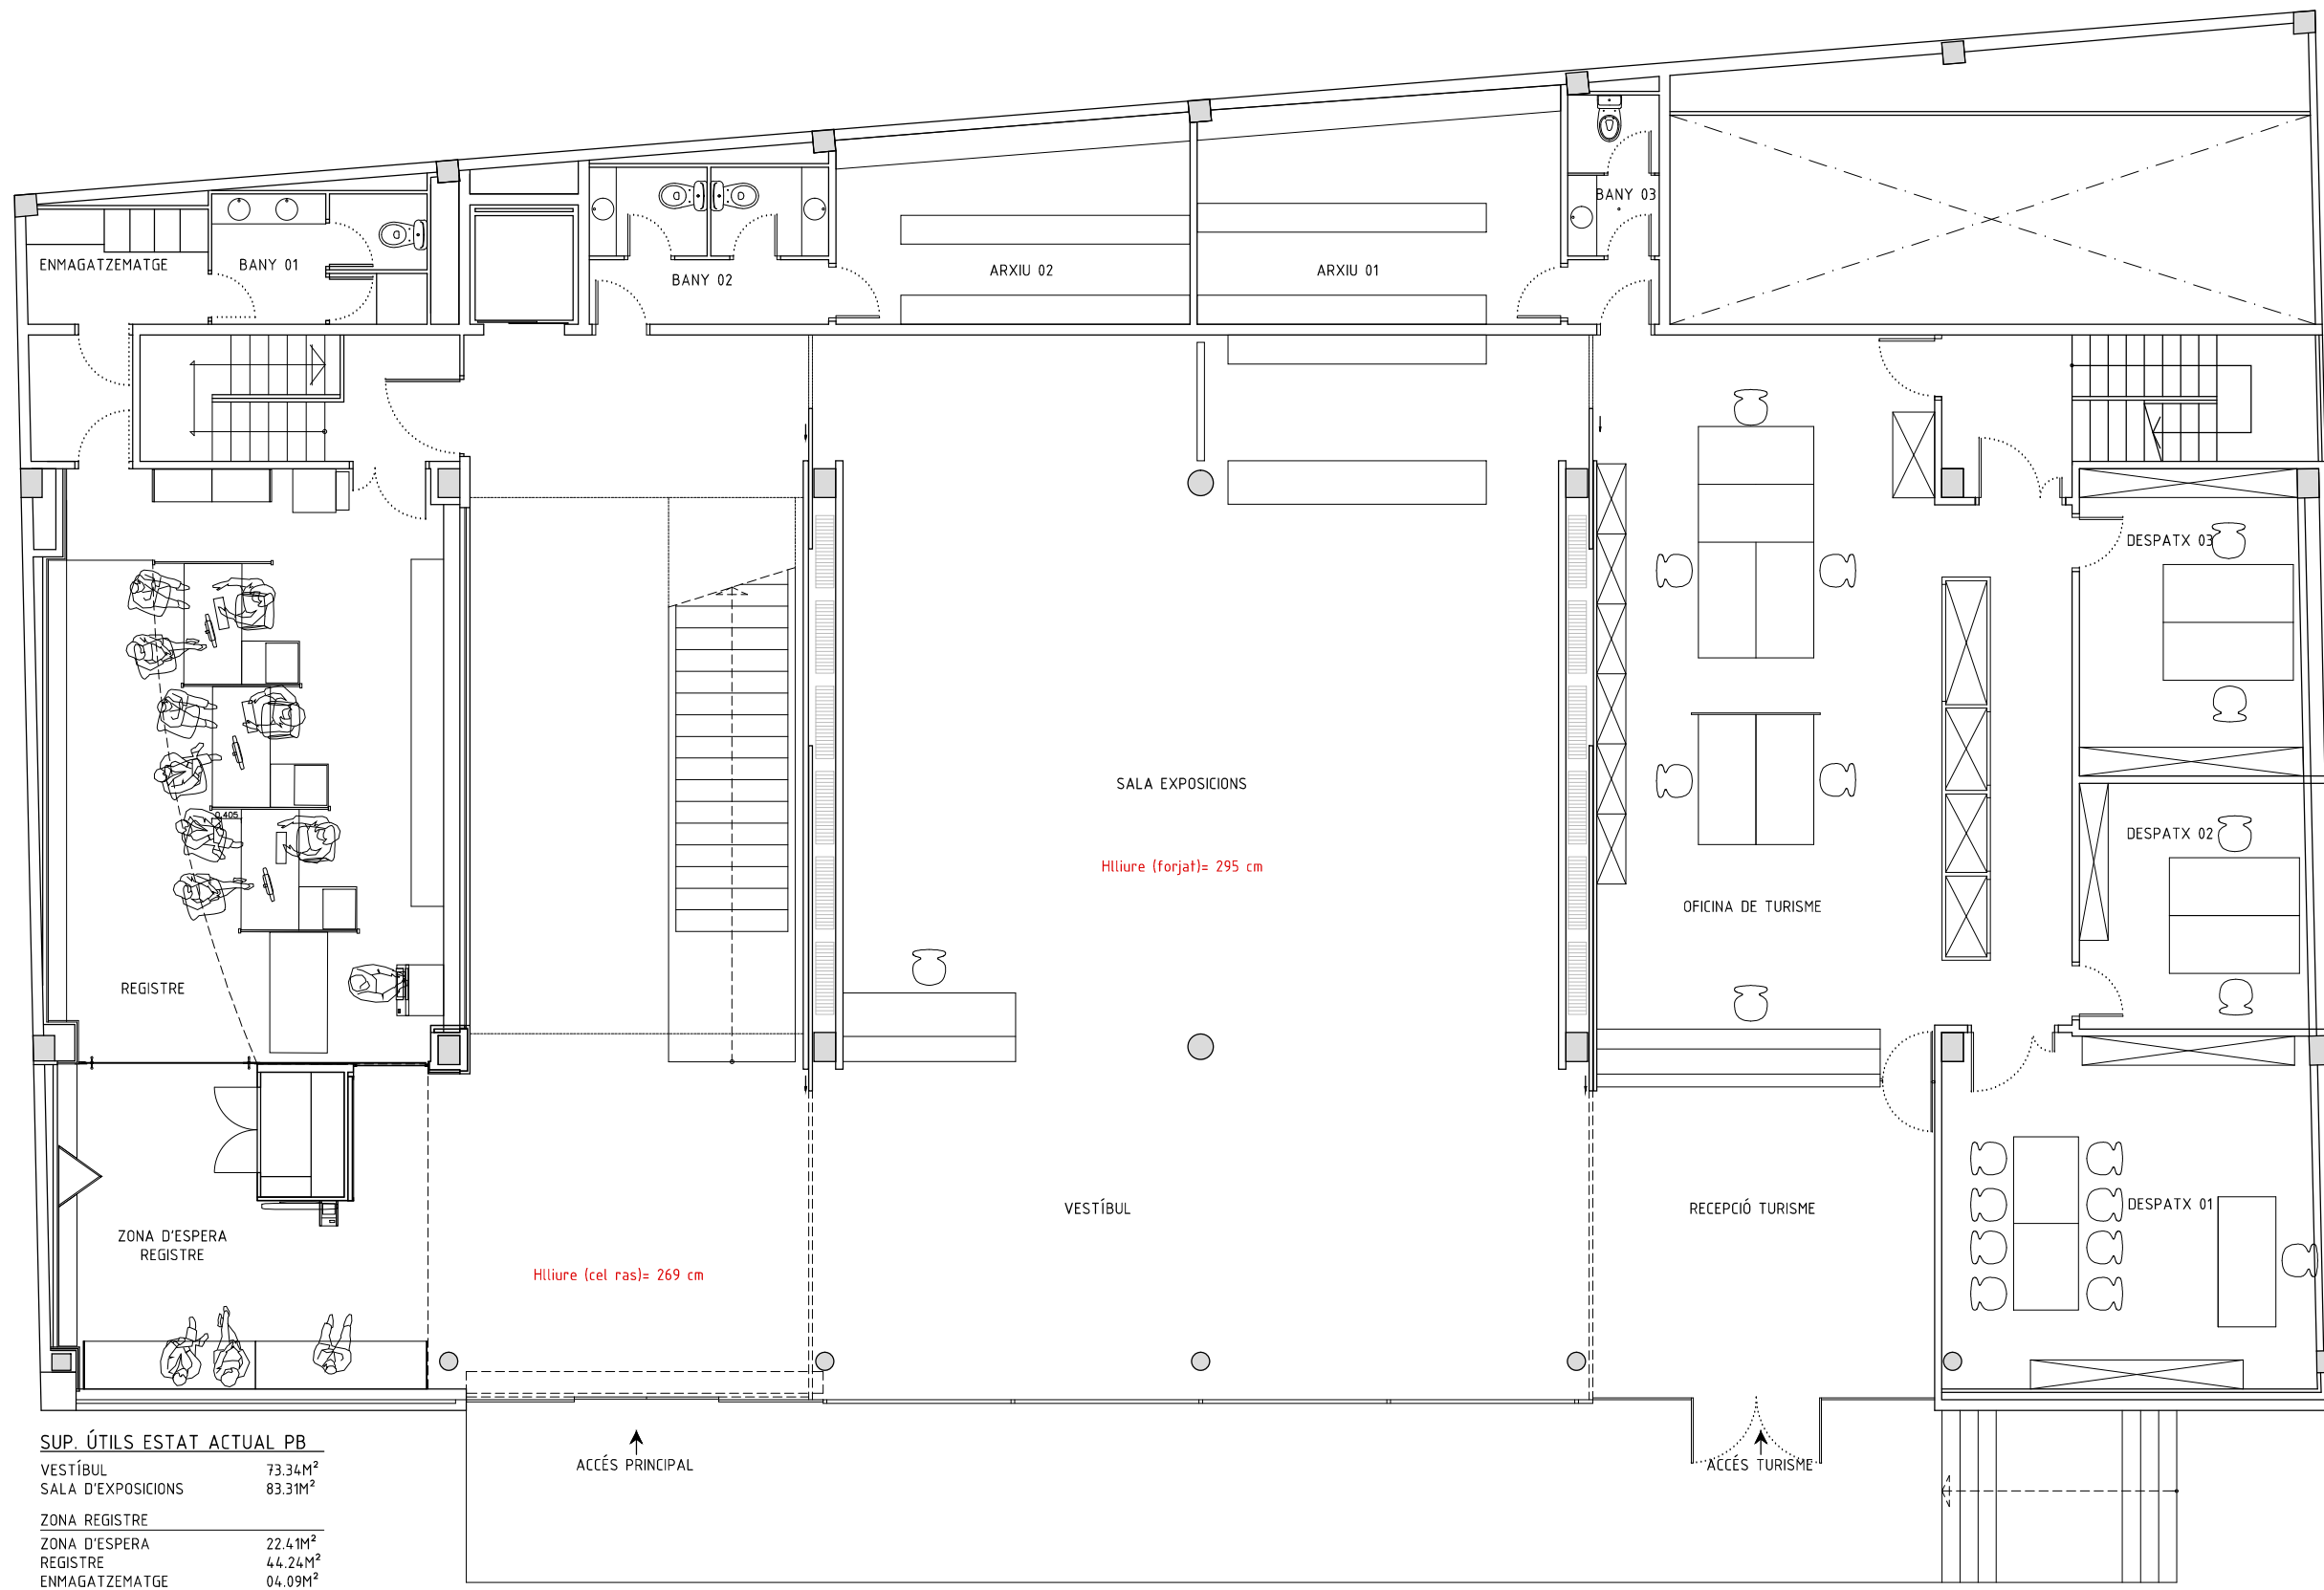 BANY 03
ENMAGATZEMATGE
BANY 01
BANY 02
ARXIU 02
ARXIU 01
DESPATX 03
SALA EXPOSICIONS
0,405
DESPATX 02
Hlliure (forjat)= 295 cm
OFICINA DE TURISME
REGISTRE
VESTÍBUL
RECEPCIÓ TURISME
DESPATX 01
ZONA D'ESPERA
REGISTRE
Hlliure (cel ras)= 269 cm
ACCÉS PRINCIPAL
ACCÉS TURISME
SUP. ÚTILS ESTAT ACTUAL PB
VESTÍBUL 73.34M²
SALA D'EXPOSICIONS 83.31M²
ZONA REGISTRE
ZONA D'ESPERA 22.41M²
REGISTRE 44.24M²
ENMAGATZEMATGE 04.09M²